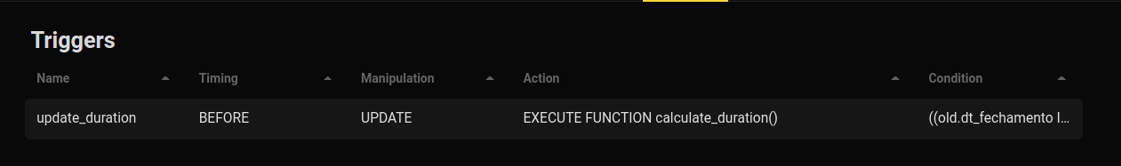 Triggers
Name Timing Manipulation Action Condition
update_duration BEFORE UPDATE EXECUTE FUNCTION calculate_duration() ((old.dt_fechamento I...